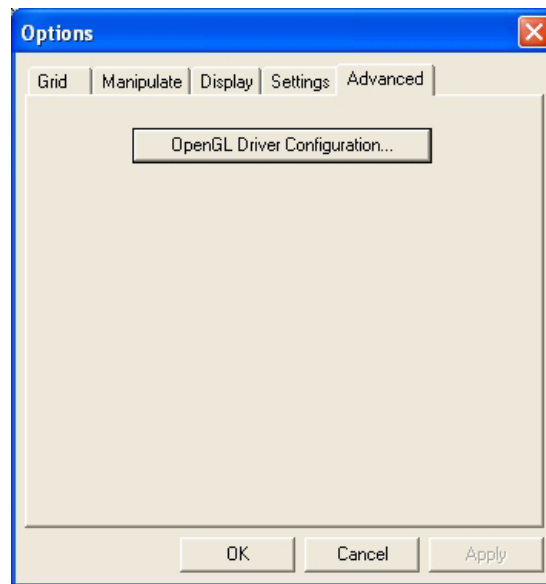 Options
Grid Manipulate Display Settings Advanced
OpenGL Driver Configuration...
OK Cancel Apply